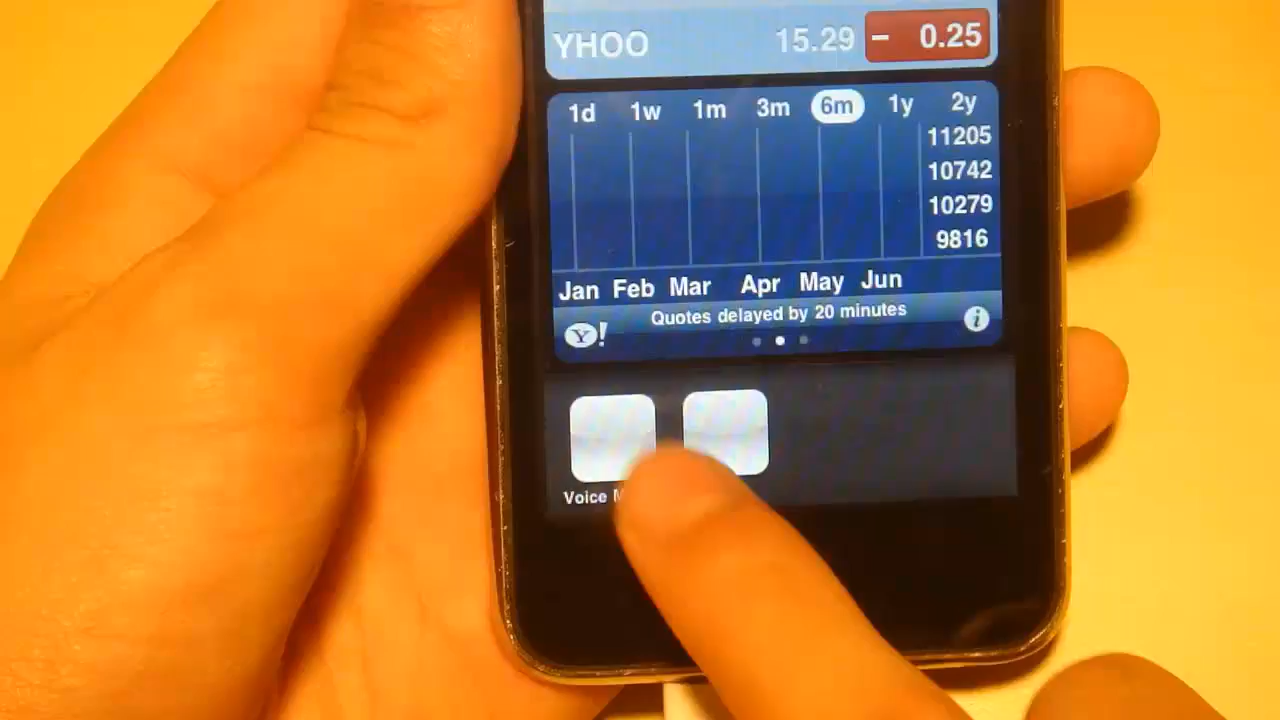 YHOO 15.29 − 0.25
1d 1w 1m 3m 6m 1y 2y
11205
10742
10279
9816
Jan Feb Mar Apr May Jun
Quotes delayed by 20 minutes
Y! i
Voice